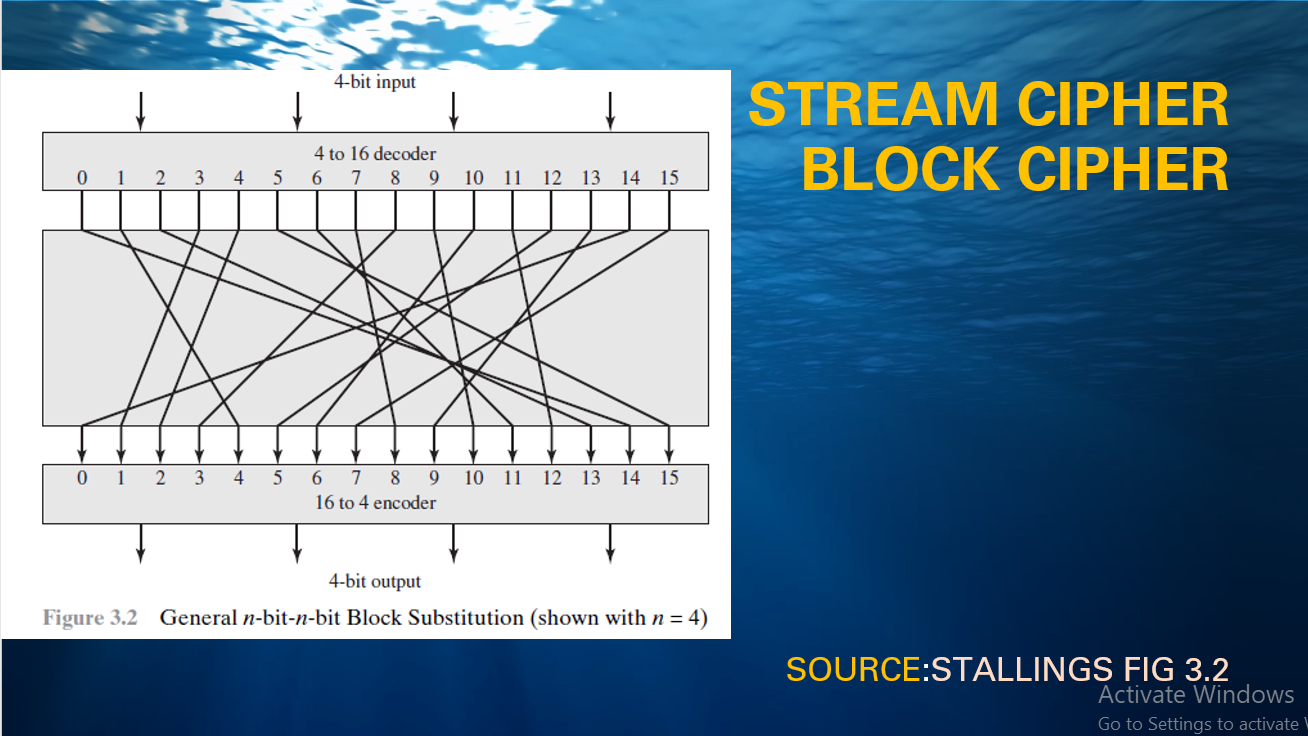 4-bit input
4 to 16 decoder
0 1 2 3 4 5 6 7 8 9 10 11 12 13 14 15
0 1 2 3 4 5 6 7 8 9 10 11 12 13 14 15
16 to 4 encoder
4-bit output
Figure 3.2 General n-bit-n-bit Block Substitution (shown with n = 4)
STREAM CIPHER
BLOCK CIPHER
SOURCE:STALLINGS FIG 3.2
Activate Windows
Go to Settings to activate